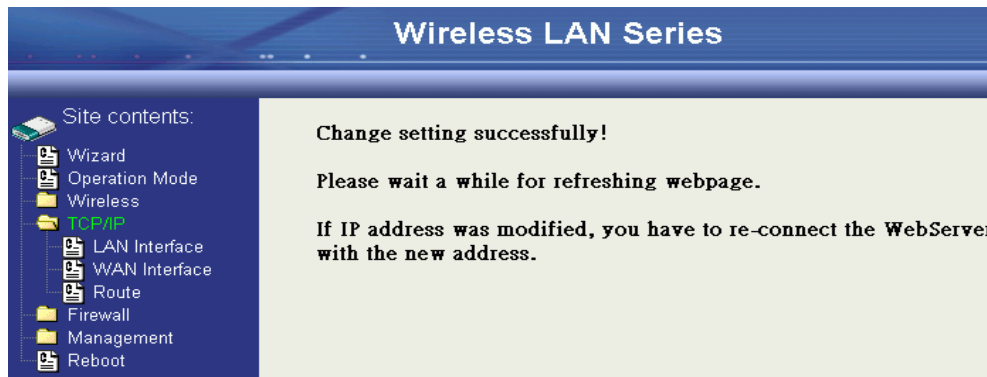 Wireless LAN Series
Site contents:
Wizard
Operation Mode
Wireless
TCP/IP
LAN Interface
WAN Interface
Route
Firewall
Management
Reboot
Change setting successfully!
Please wait a while for refreshing webpage.
If IP address was modified, you have to re-connect the WebServer
with the new address.